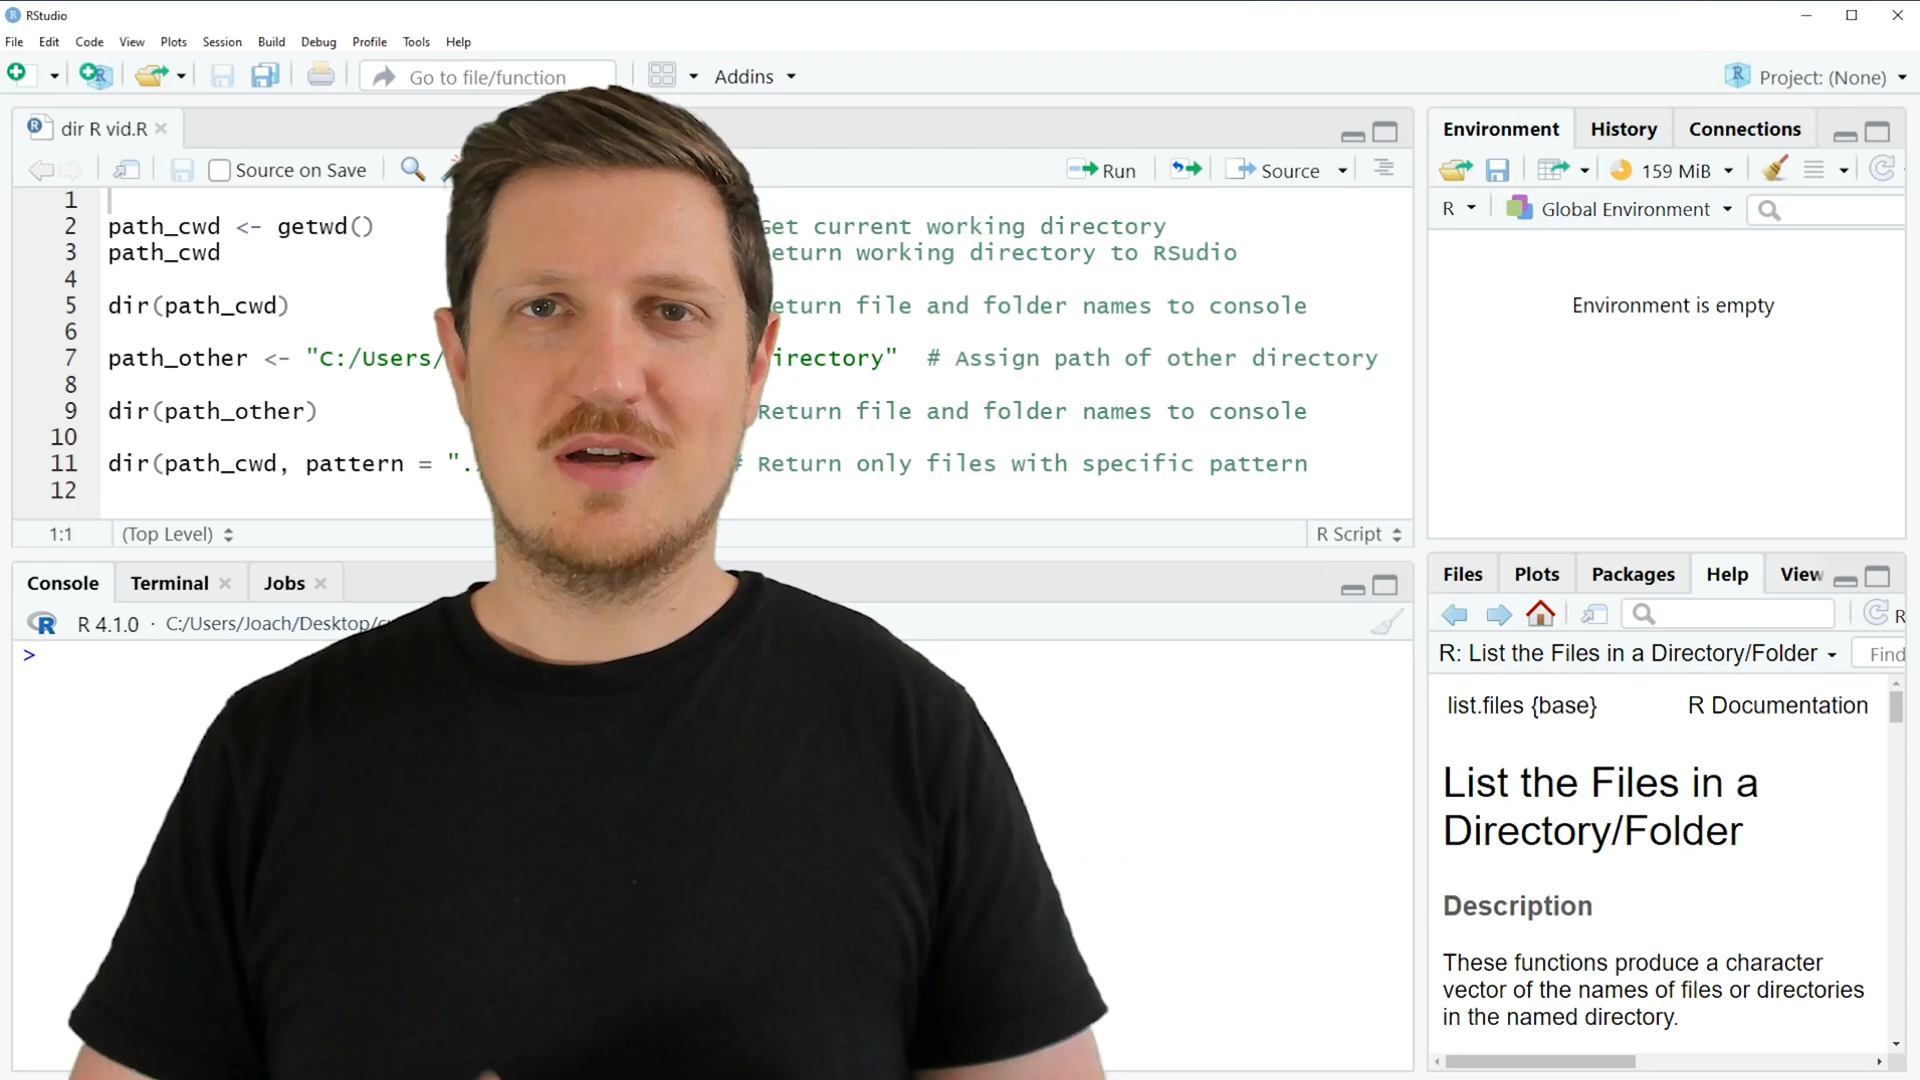 RStudio
File Edit Code View Plots Session Build Debug Profile Tools Help
Go to file/function Addins Project: (None)
dir R vid.R
Source on Save Run Source
1
2 path_cwd <- getwd() Get current working directory
3 path_cwd eturn working directory to RSudio
4
5 dir(path_cwd) eturn file and folder names to console
6
7 path_other <- "C:/Users/ irectory" # Assign path of other directory
8
9 dir(path_other) Return file and folder names to console
10
11 dir(path_cwd, pattern = ". # Return only files with specific pattern
12
1:1 (Top Level) R Script
Console Terminal Jobs
R 4.1.0 · C:/Users/Joach/Desktop/
>
Environment History Connections
159 MiB
R Global Environment
Environment is empty
Files Plots Packages Help View
R
R: List the Files in a Directory/Folder Find
list.files {base} R Documentation
List the Files in a
Directory/Folder
Description
These functions produce a character
vector of the names of files or directories
in the named directory.